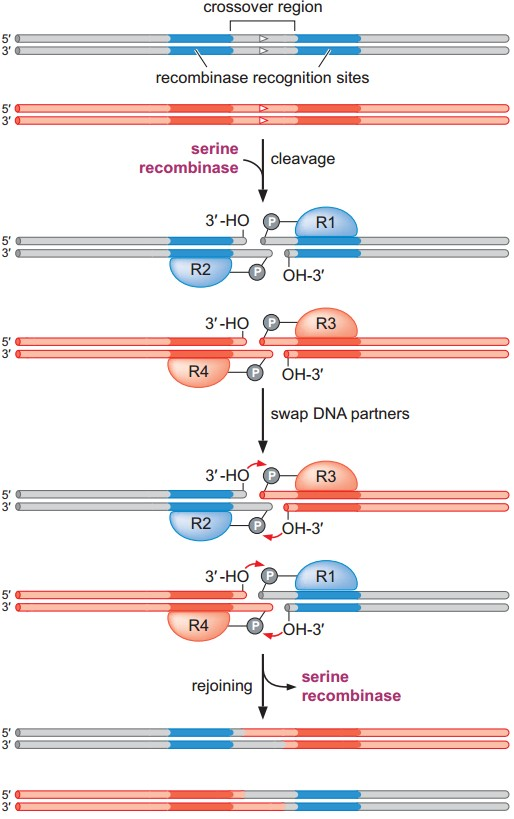 crossover region
5′
3′
recombinase recognition sites
5′
3′
serine
recombinase
cleavage
3′-HO P R1
5′
3′
R2 P OH-3′
3′-HO P R3
5′
3′
R4 P OH-3′
swap DNA partners
3′-HO P R3
5′
3′
R2 P OH-3′
3′-HO P R1
5′
3′
R4 P OH-3′
rejoining
serine
recombinase
5′
3′
5′
3′